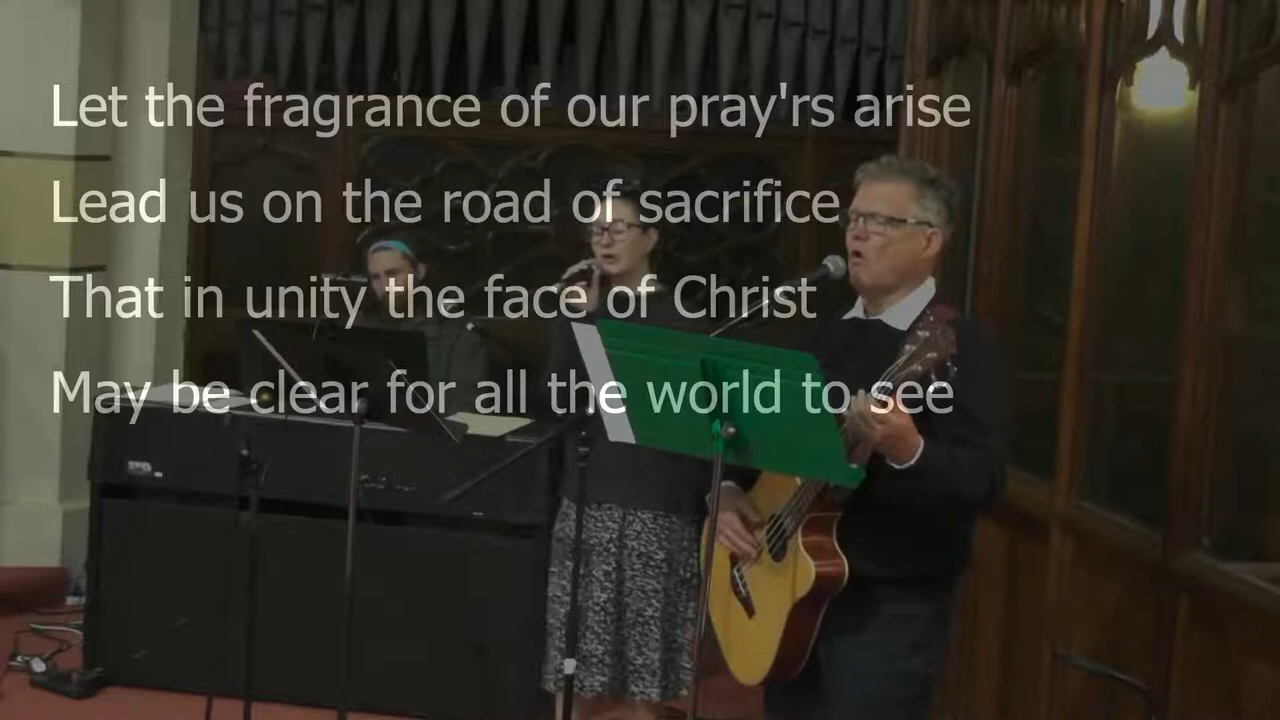 Let the fragrance of our pray'rs arise
Lead us on the road of sacrifice
That in unity the face of Christ
May be clear for all the world to see